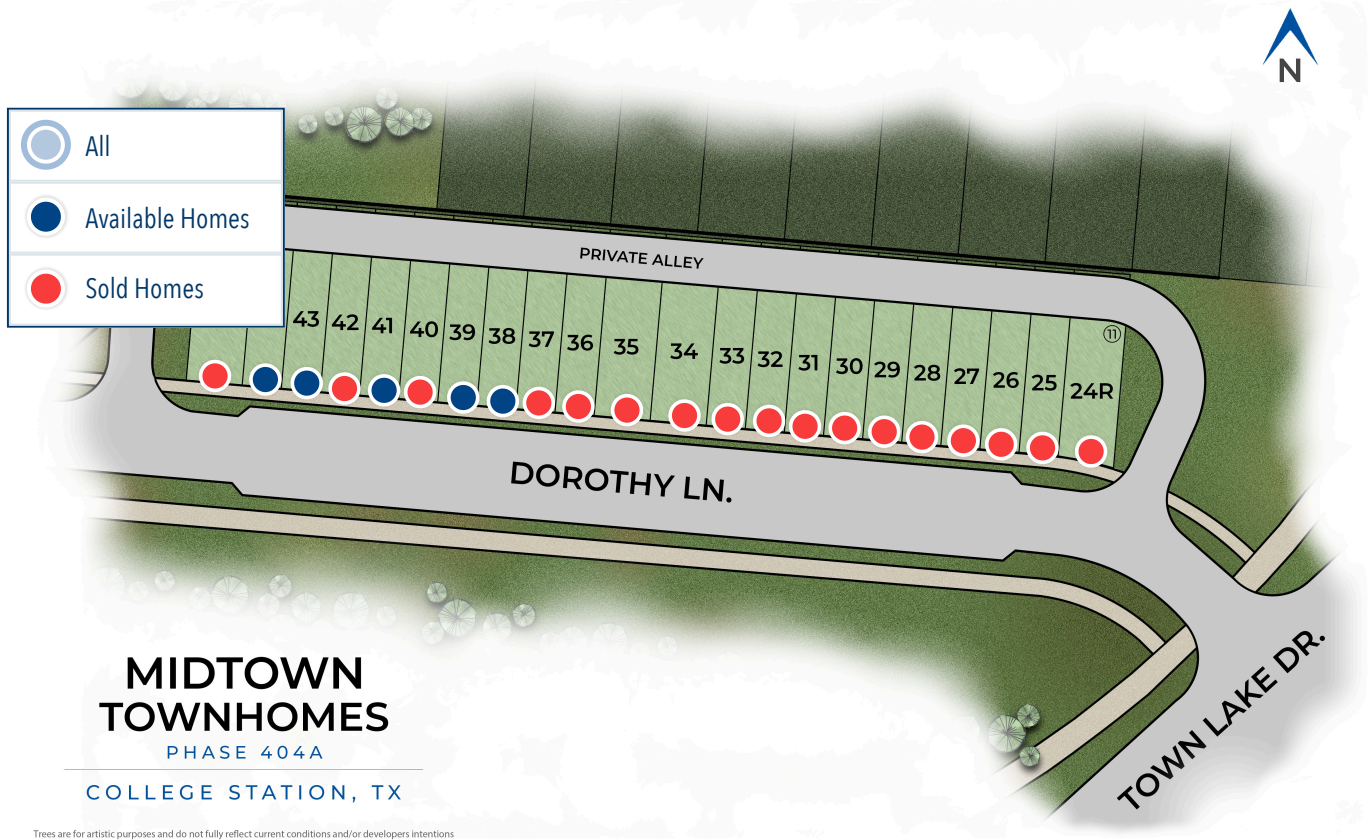 N
All
Available Homes
Sold Homes
PRIVATE ALLEY
43 42 41 40 39 38 37 36 35 34 33 32 31 30 29 28 27 26 25 24R
11
DOROTHY LN.
TOWN LAKE DR.
MIDTOWN
TOWNHOMES
PHASE 404A
COLLEGE STATION, TX
Trees are for artistic purposes and do not fully reflect current conditions and/or developers intentions